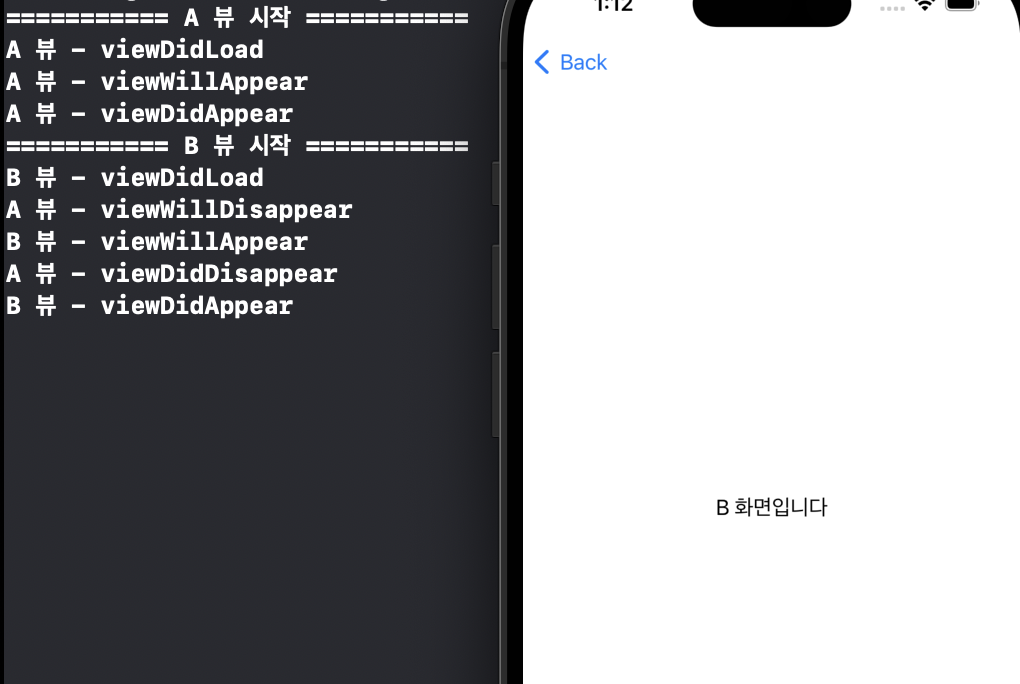 =========== A 뷰 시작 ===========
A 뷰 - viewDidLoad
A 뷰 - viewWillAppear
A 뷰 - viewDidAppear
=========== B 뷰 시작 ===========
B 뷰 - viewDidLoad
A 뷰 - viewWillDisappear
B 뷰 - viewWillAppear
A 뷰 - viewDidDisappear
B 뷰 - viewDidAppear
1:12
Back
B 화면입니다